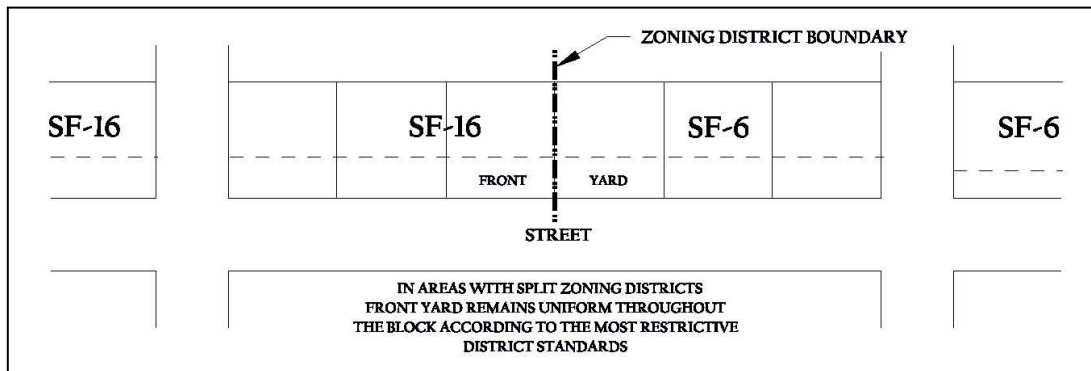 ZONING DISTRICT BOUNDARY
SF-16
SF-16
SF-6
SF-6
FRONT
YARD
STREET
IN AREAS WITH SPLIT ZONING DISTRICTS
FRONT YARD REMAINS UNIFORM THROUGHOUT
THE BLOCK ACCORDING TO THE MOST RESTRICTIVE
DISTRICT STANDARDS